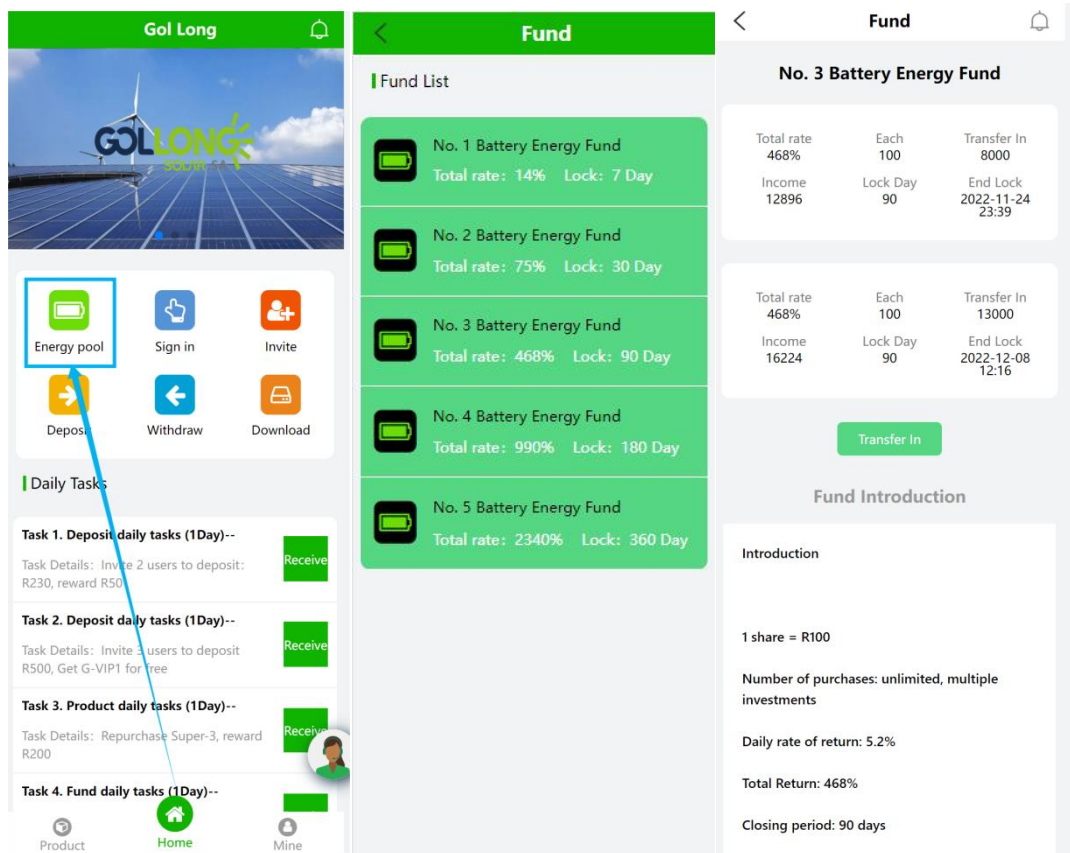 Gol Long
GOLLONG
SOLAR SA
Energy pool
Sign in
Invite
Deposit
Withdraw
Download
Daily Tasks
Task 1. Deposit daily tasks (1Day)--
Task Details: Invite 2 users to deposit:
R230, reward R50
Receive
Task 2. Deposit daily tasks (1Day)--
Task Details: Invite 3 users to deposit
R500, Get G-VIP1 for free
Receive
Task 3. Product daily tasks (1Day)--
Task Details: Repurchase Super-3, reward
R200
Receive
Task 4. Fund daily tasks (1Day)--
Product
Home
Mine
Fund
Fund List
No. 1 Battery Energy Fund
Total rate: 14% Lock: 7 Day
No. 2 Battery Energy Fund
Total rate: 75% Lock: 30 Day
No. 3 Battery Energy Fund
Total rate: 468% Lock: 90 Day
No. 4 Battery Energy Fund
Total rate: 990% Lock: 180 Day
No. 5 Battery Energy Fund
Total rate: 2340% Lock: 360 Day
Fund
No. 3 Battery Energy Fund
Total rate Each Transfer In
468% 100 8000
Income Lock Day End Lock
12896 90 2022-11-24
23:39
Total rate Each Transfer In
468% 100 13000
Income Lock Day End Lock
16224 90 2022-12-08
12:16
Transfer In
Fund Introduction
Introduction
1 share = R100
Number of purchases: unlimited, multiple
investments
Daily rate of return: 5.2%
Total Return: 468%
Closing period: 90 days